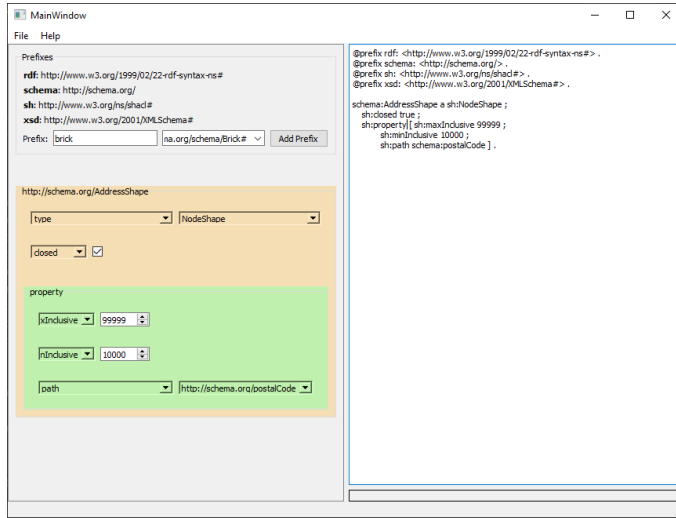 MainWindow
File Help
Prefixes
rdf: http://www.w3.org/1999/02/22-rdf-syntax-ns#
schema: http://schema.org/
sh: http://www.w3.org/ns/shacl#
xsd: http://www.w3.org/2001/XMLSchema#
Prefix: brick na.org/schema/Brick# Add Prefix
http://schema.org/AddressShape
type NodeShape
closed
property
xInclusive 99999
nInclusive 10000
path http://schema.org/postalCode
@prefix rdf: <http://www.w3.org/1999/02/22-rdf-syntax-ns#> .
@prefix schema: <http://schema.org/> .
@prefix sh: <http://www.w3.org/ns/shacl#> .
@prefix xsd: <http://www.w3.org/2001/XMLSchema#> .
schema:AddressShape a sh:NodeShape ;
sh:closed true ;
sh:property [ sh:maxInclusive 99999 ;
sh:minInclusive 10000 ;
sh:path schema:postalCode ] .